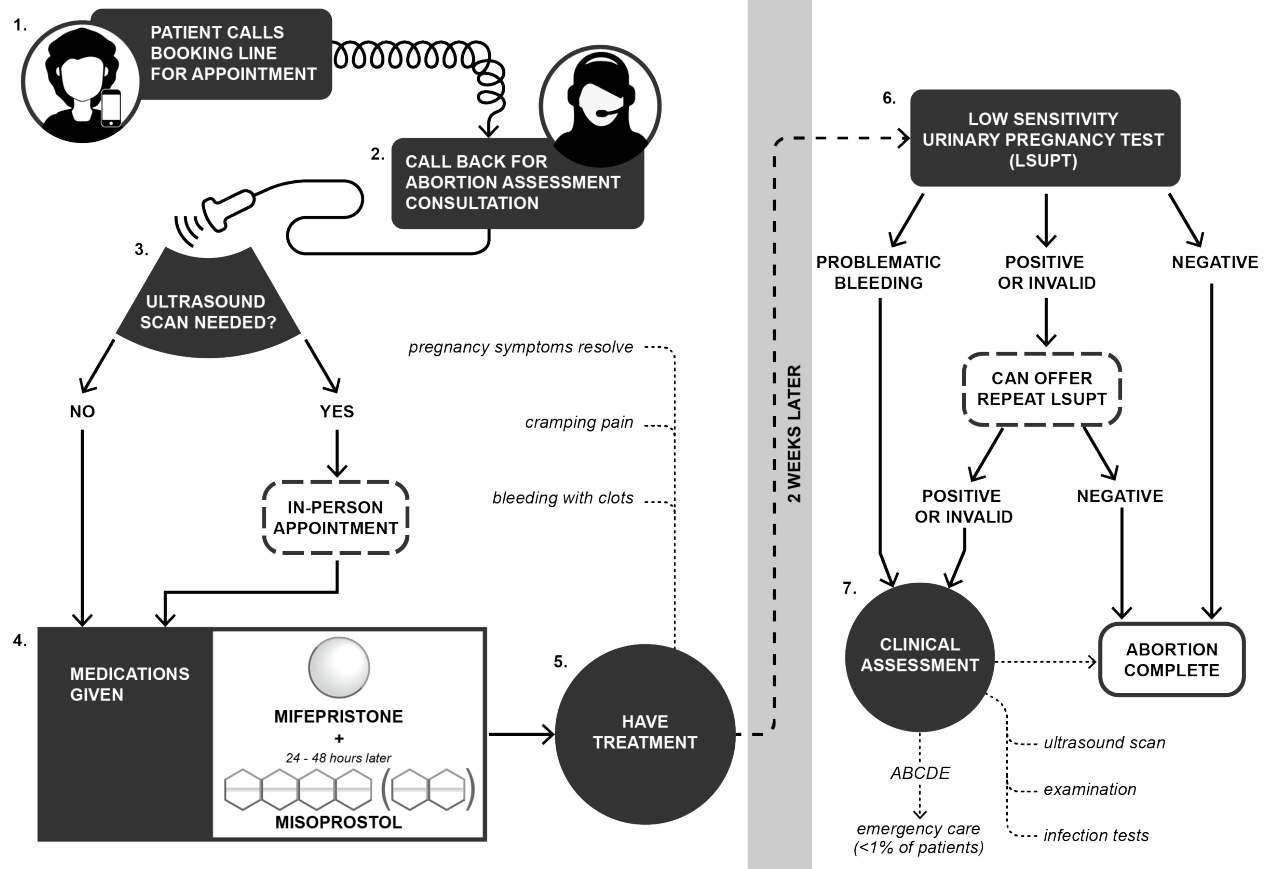 1.
PATIENT CALLS
BOOKING LINE
FOR APPOINTMENT
2.
CALL BACK FOR
ABORTION ASSESSMENT
CONSULTATION
3.
ULTRASOUND
SCAN NEEDED?
NO
YES
IN-PERSON
APPOINTMENT
4.
MEDICATIONS
GIVEN
MIFEPRISTONE
+
24 - 48 hours later
( )
MISOPROSTOL
5.
HAVE
TREATMENT
pregnancy symptoms resolve
cramping pain
bleeding with clots
2 WEEKS LATER
6.
LOW SENSITIVITY
URINARY PREGNANCY TEST
(LSUPT)
PROBLEMATIC
BLEEDING
POSITIVE
OR INVALID
NEGATIVE
CAN OFFER
REPEAT LSUPT
POSITIVE
OR INVALID
NEGATIVE
7.
CLINICAL
ASSESSMENT
ABORTION
COMPLETE
ABCDE
emergency care
(<1% of patients)
ultrasound scan
examination
infection tests